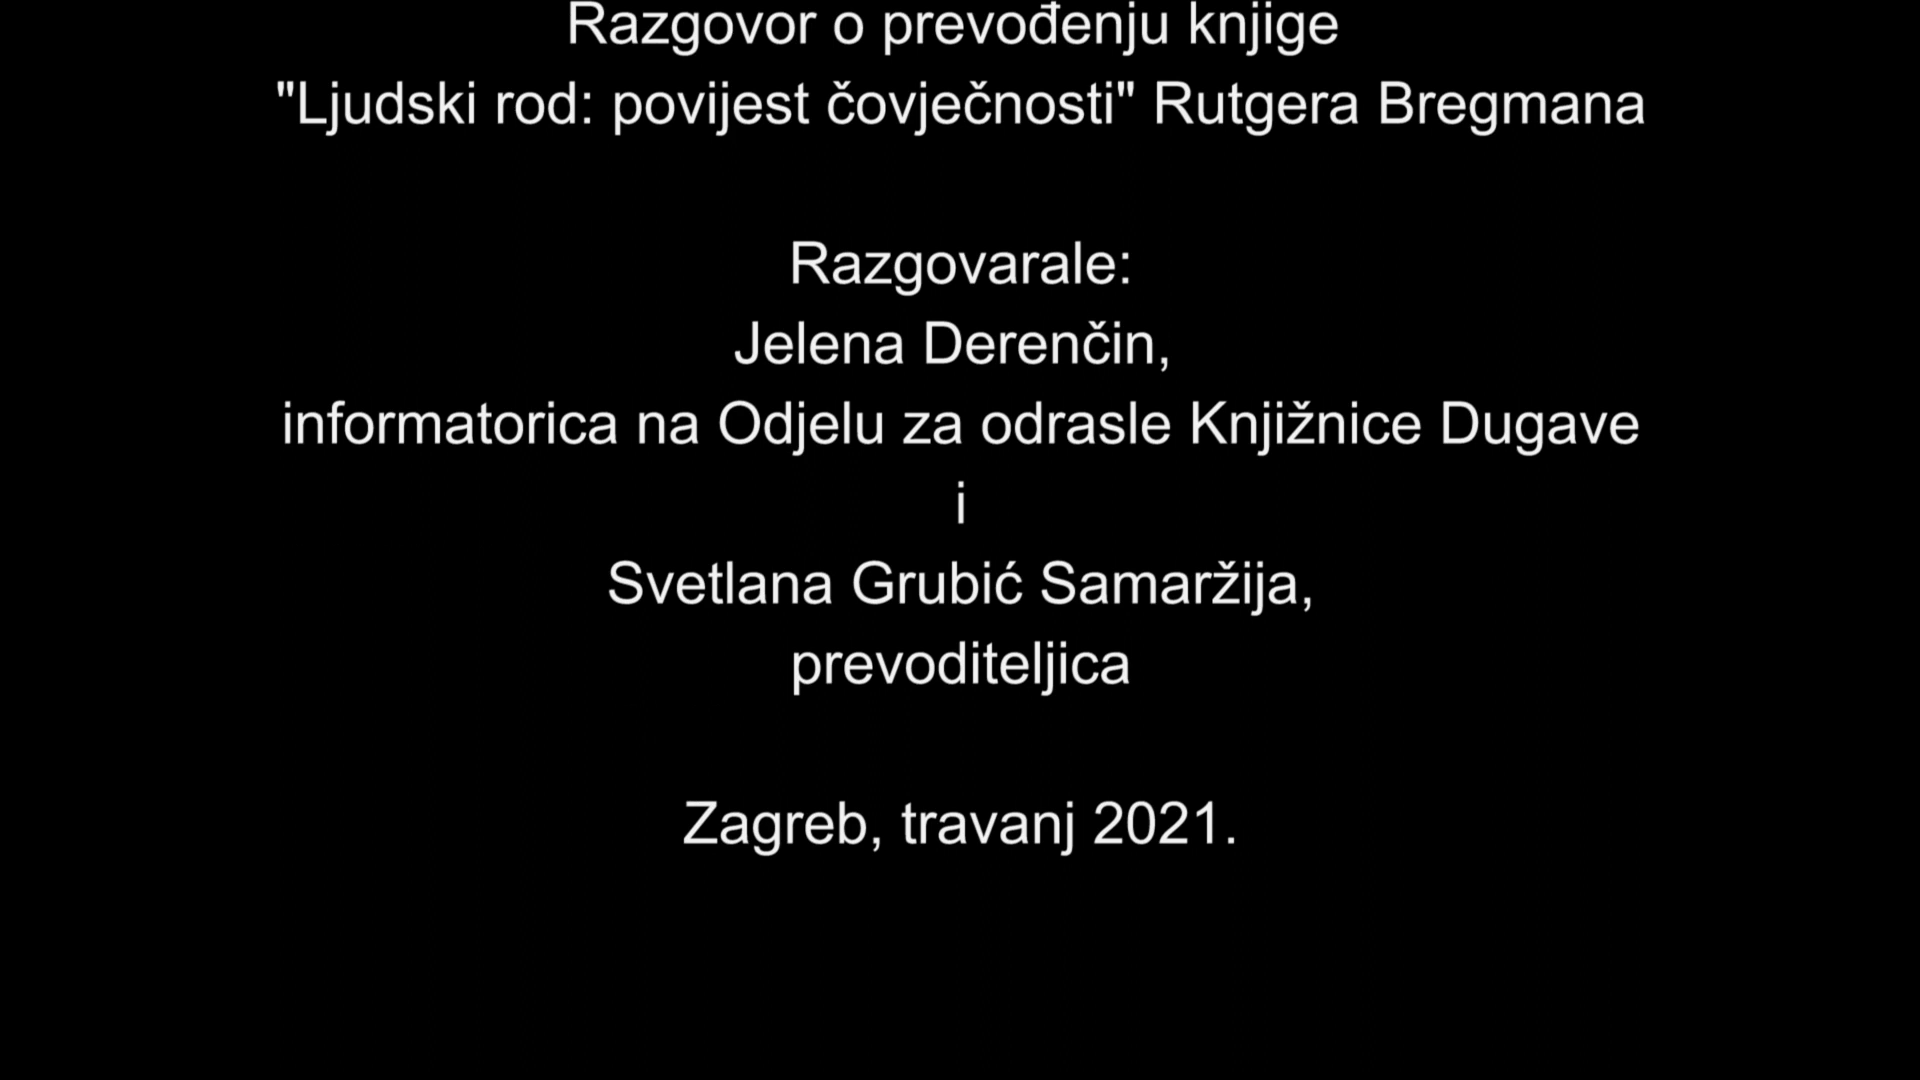 Razgovor o prevođenju knjige
"Ljudski rod: povijest čovječnosti" Rutgera Bregmana
Razgovarale:
Jelena Derenčin,
informatorica na Odjelu za odrasle Knjižnice Dugave
i
Svetlana Grubić Samaržija,
prevoditeljica
Zagreb, travanj 2021.